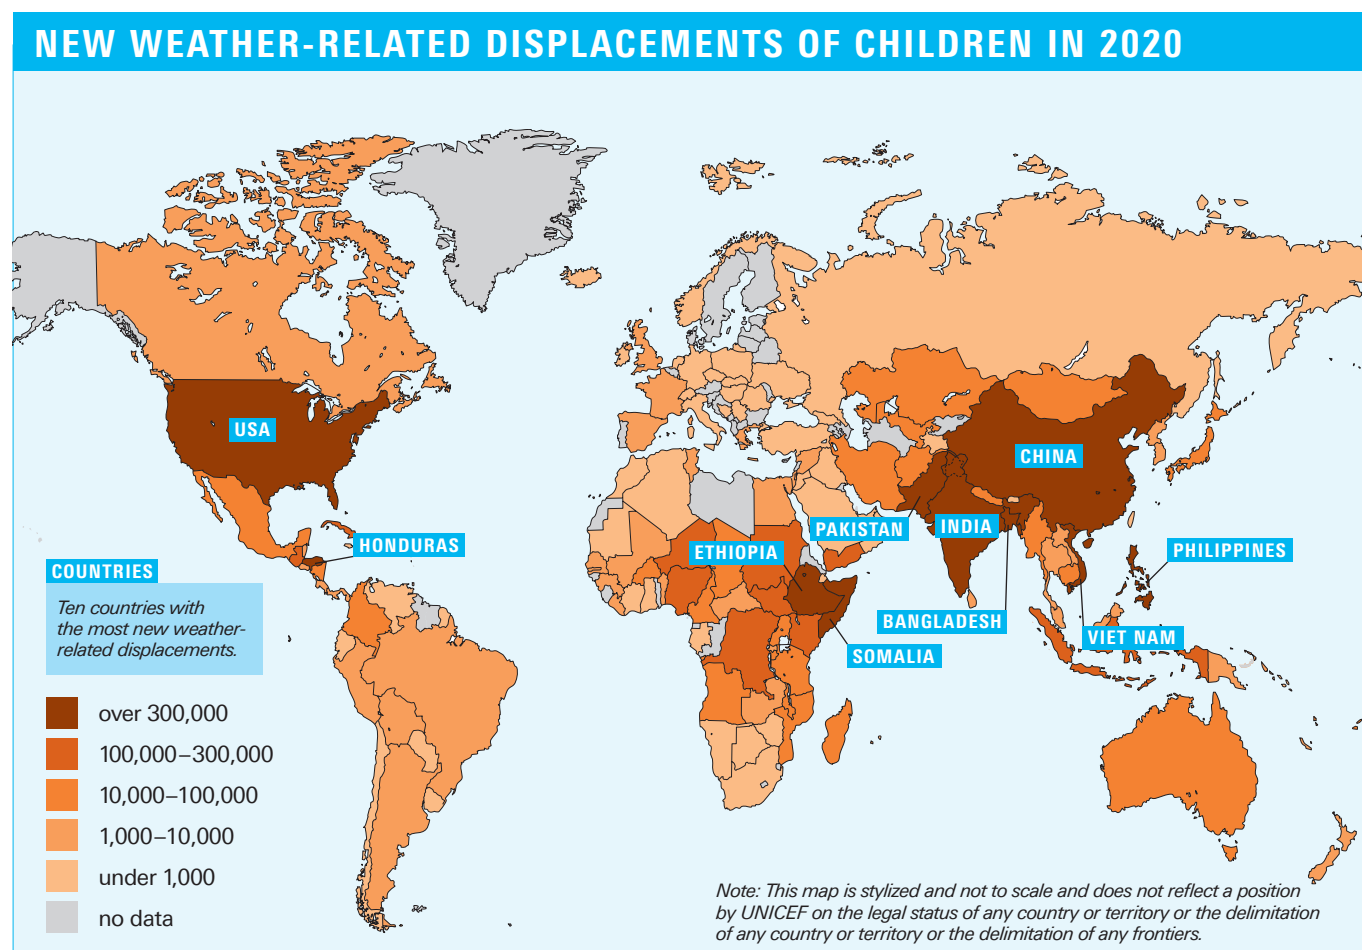 NEW WEATHER-RELATED DISPLACEMENTS OF CHILDREN IN 2020
USA
CHINA
PAKISTAN
INDIA
HONDURAS
ETHIOPIA
PHILIPPINES
BANGLADESH
VIET NAM
SOMALIA
COUNTRIES
Ten countries with
the most new weather-
related displacements.
over 300,000
100,000–300,000
10,000–100,000
1,000–10,000
under 1,000
no data
Note: This map is stylized and not to scale and does not reflect a position
by UNICEF on the legal status of any country or territory or the delimitation
of any country or territory or the delimitation of any frontiers.